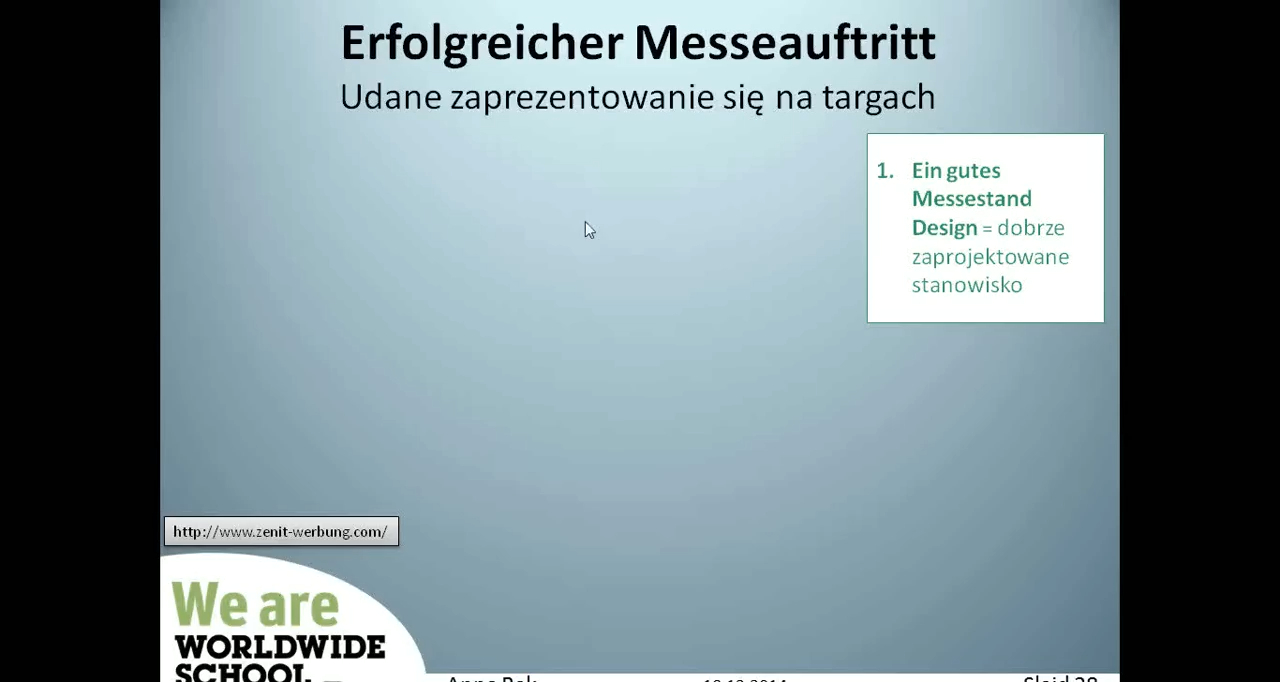 Erfolgreicher Messeauftritt
Udane zaprezentowanie się na targach
1. Ein gutes
Messestand
Design = dobrze
zaprojektowane
stanowisko
http://www.zenit-werbung.com/
We are
WORLDWIDE
SCHOOL